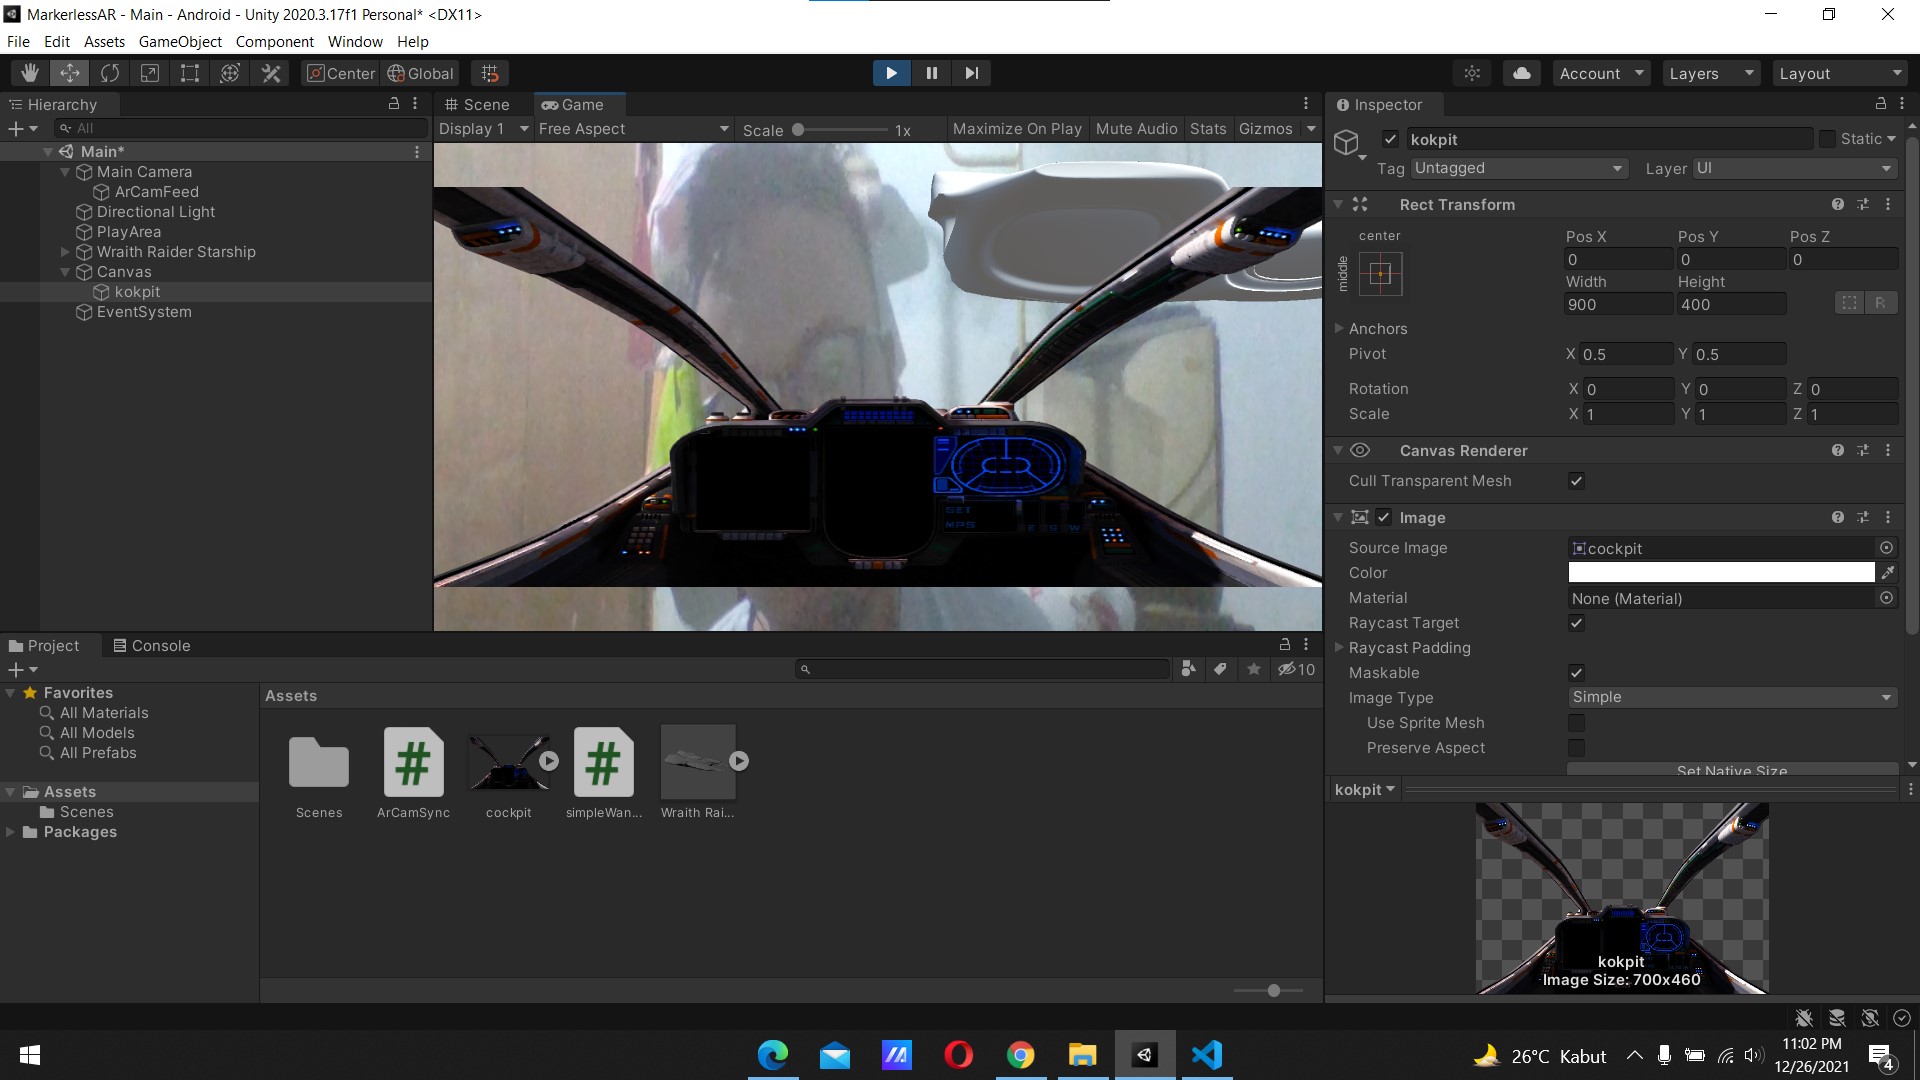 MarkerlessAR - Main - Android - Unity 2020.3.17f1 Personal* <DX11>
File Edit Assets GameObject Component Window Help
Center Global Account Layers Layout
Hierarchy
All
Main*
Main Camera
ArCamFeed
Directional Light
PlayArea
Wraith Raider Starship
Canvas
kokpit
EventSystem
Scene Game
Display 1 Free Aspect Scale 1x Maximize On Play Mute Audio Stats Gizmos
SEI
MPS
E S W
Inspector
kokpit Static
Tag Untagged Layer UI
Rect Transform
center
middle
Pos X Pos Y Pos Z
0 0 0
Width Height
900 400 R
Anchors
Pivot X 0.5 Y 0.5
Rotation X 0 Y 0 Z 0
Scale X 1 Y 1 Z 1
Canvas Renderer
Cull Transparent Mesh
Image
Source Image cockpit
Color
Material None (Material)
Raycast Target
Raycast Padding
Maskable
Image Type Simple
Use Sprite Mesh
Preserve Aspect
Set Native Size
kokpit
kokpit
Image Size: 700x460
Project Console
10
Favorites
All Materials
All Models
All Prefabs
Assets
Scenes
Packages
Assets
# #
Scenes ArCamSync cockpit simpleWan... Wraith Rai...
26°C Kabut
11:02 PM
12/26/2021
4